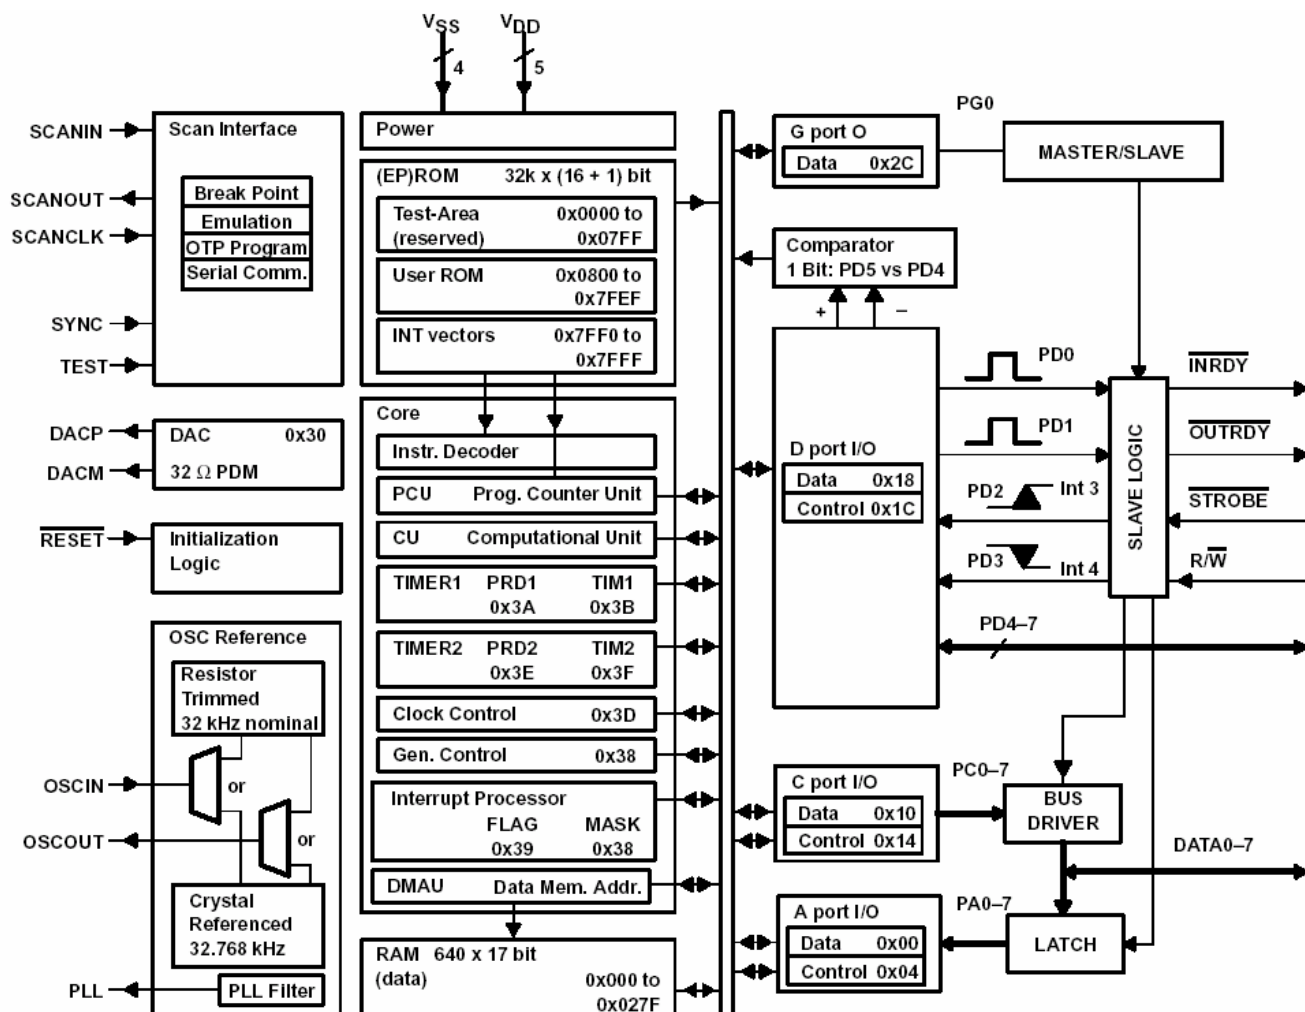 VSS VDD
4 5
SCANIN
SCANOUT
SCANCLK
SYNC
TEST
Scan Interface
Break Point
Emulation
OTP Program
Serial Comm.
DACP
DACM
DAC 0x30
32 Ω PDM
RESET
Initialization
Logic
OSC Reference
Resistor
Trimmed
32 kHz nominal
OSCIN
or
OSCOUT
or
Crystal
Referenced
32.768 kHz
PLL
PLL Filter
Power
(EP)ROM 32k x (16 + 1) bit
Test-Area 0x0000 to
(reserved) 0x07FF
User ROM 0x0800 to
0x7FEF
INT vectors 0x7FF0 to
0x7FFF
Core
Instr. Decoder
PCU Prog. Counter Unit
CU Computational Unit
TIMER1 PRD1 TIM1
0x3A 0x3B
TIMER2 PRD2 TIM2
0x3E 0x3F
Clock Control 0x3D
Gen. Control 0x38
Interrupt Processor
FLAG MASK
0x39 0x38
DMAU Data Mem. Addr.
RAM 640 x 17 bit
(data) 0x000 to
0x027F
G port O
Data 0x2C
PG0
MASTER/SLAVE
Comparator
1 Bit: PD5 vs PD4
+ –
D port I/O
Data 0x18
Control 0x1C
PD0
PD1
PD2 Int 3
PD3 Int 4
PD4–7
SLAVE LOGIC
INRDY
OUTRDY
STROBE
R/W
C port I/O
Data 0x10
Control 0x14
PC0–7
BUS
DRIVER
DATA0–7
A port I/O
Data 0x00
Control 0x04
PA0–7
LATCH